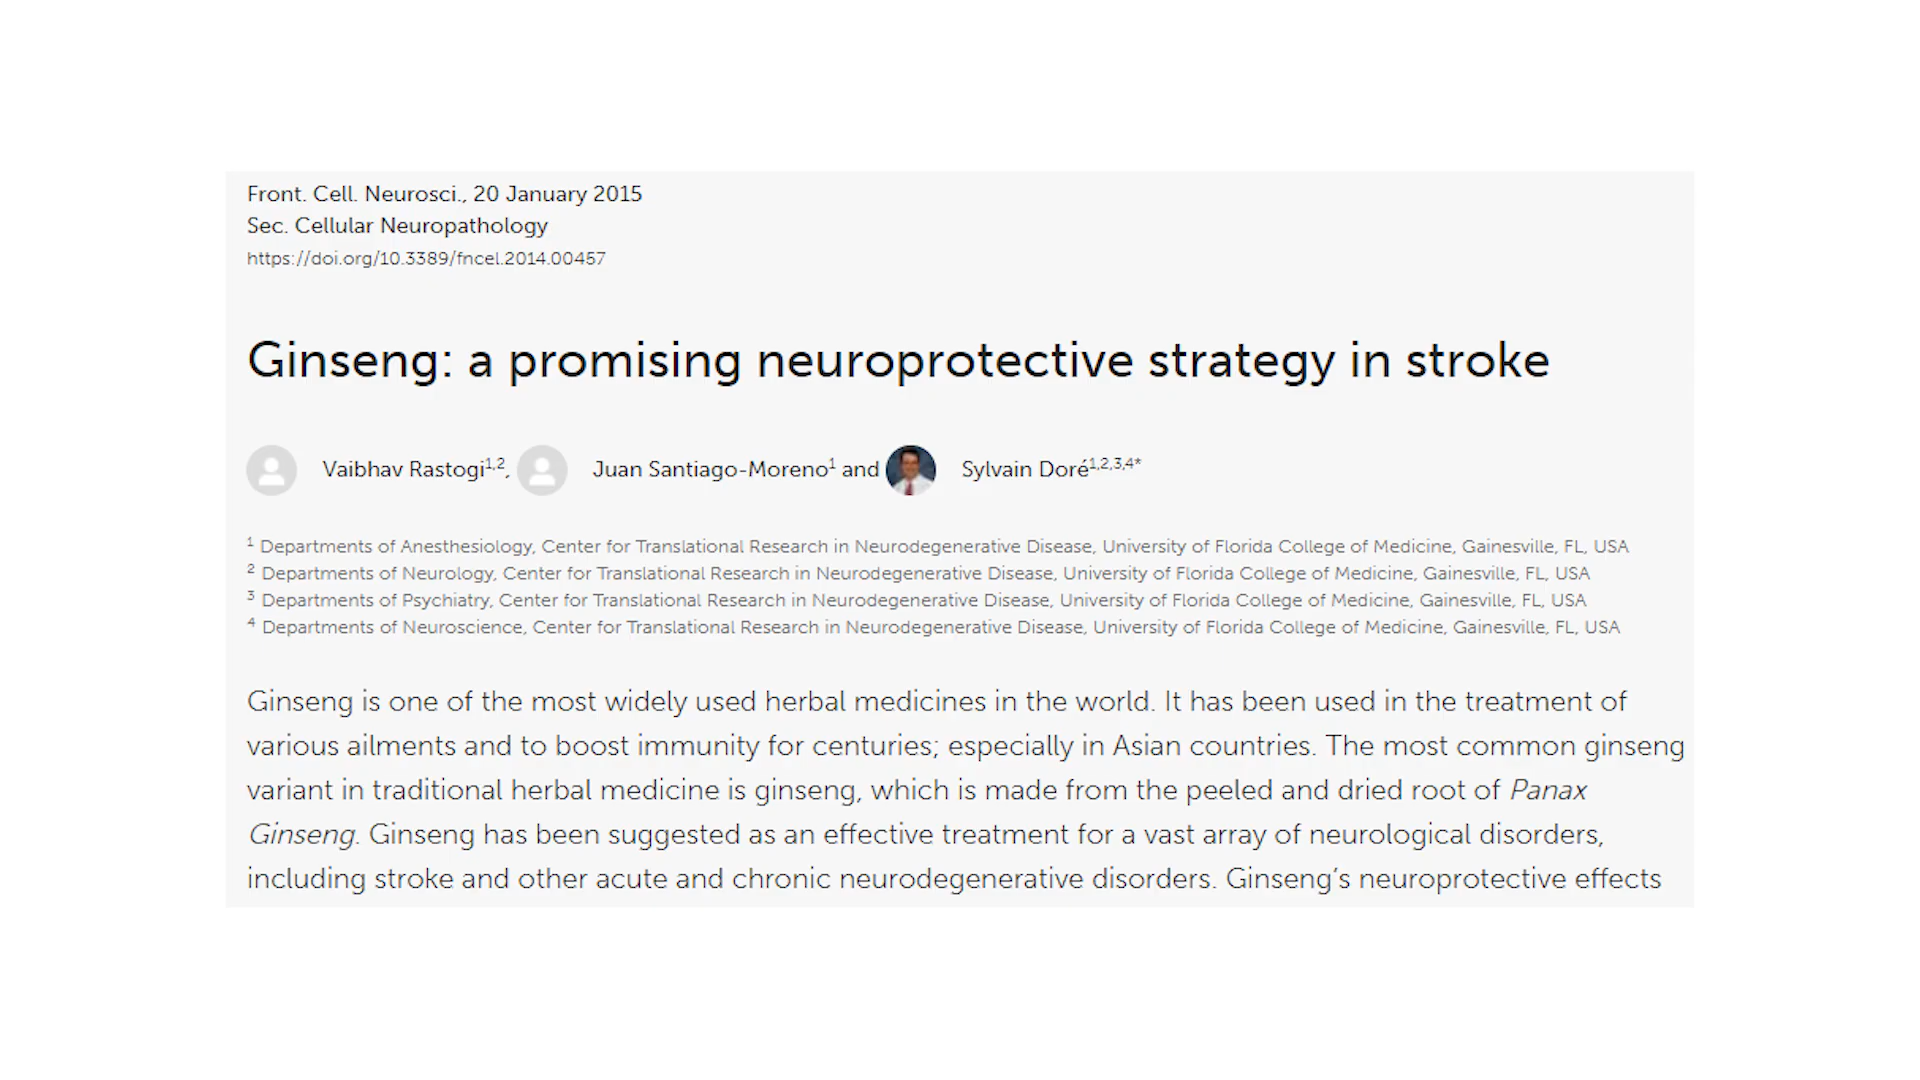 Front. Cell. Neurosci., 20 January 2015
Sec. Cellular Neuropathology
https://doi.org/10.3389/fncel.2014.00457
Ginseng: a promising neuroprotective strategy in stroke
Vaibhav Rastogi1,2, Juan Santiago-Moreno1 and Sylvain Doré1,2,3,4*
1 Departments of Anesthesiology, Center for Translational Research in Neurodegenerative Disease, University of Florida College of Medicine, Gainesville, FL, USA
2 Departments of Neurology, Center for Translational Research in Neurodegenerative Disease, University of Florida College of Medicine, Gainesville, FL, USA
3 Departments of Psychiatry, Center for Translational Research in Neurodegenerative Disease, University of Florida College of Medicine, Gainesville, FL, USA
4 Departments of Neuroscience, Center for Translational Research in Neurodegenerative Disease, University of Florida College of Medicine, Gainesville, FL, USA
Ginseng is one of the most widely used herbal medicines in the world. It has been used in the treatment of
various ailments and to boost immunity for centuries; especially in Asian countries. The most common ginseng
variant in traditional herbal medicine is ginseng, which is made from the peeled and dried root of Panax
Ginseng. Ginseng has been suggested as an effective treatment for a vast array of neurological disorders,
including stroke and other acute and chronic neurodegenerative disorders. Ginseng's neuroprotective effects